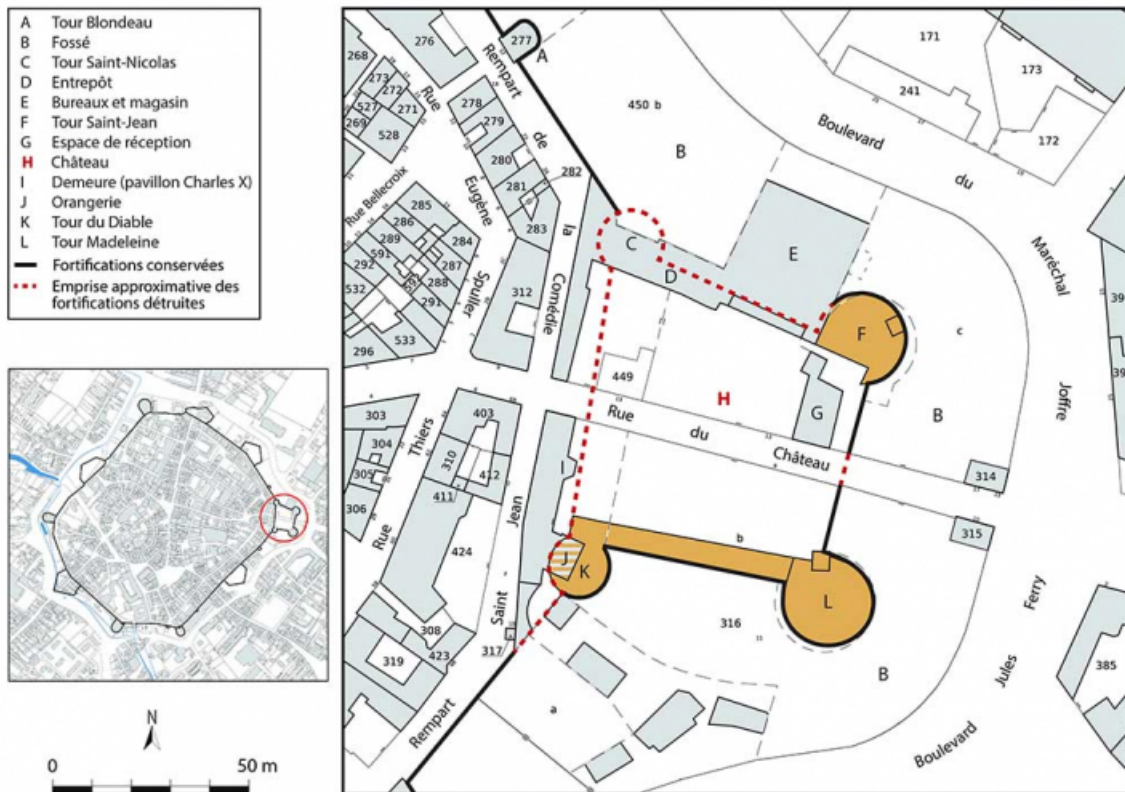 A Tour Blondeau
B Fossé
C Tour Saint-Nicolas
D Entrepôt
E Bureaux et magasin
F Tour Saint-Jean
G Espace de réception
H Château
I Demeure (pavillon Charles X)
J Orangerie
K Tour du Diable
L Tour Madeleine
Fortifications conservées
Emprise approximative des
fortifications détruites
N
0 50 m
276
277
A
268
273
272
527
271
269
528
Rue
Eugène
Spuller
Rempart
de
la
Comédie
278
279
280
281
282
283
312
Rue Bellecroix
285
286
289
284
591
292
287
288
592
532
291
533
296
450 b
B
171
173
241
172
Boulevard
du
Maréchal
Joffre
C
D
E
F
c
B
449
H
G
Rue
du
Château
303
304
305
306
Rue
Thiers
403
310
412
411
424
I
Rempart
Saint
Jean
308
317
423
319
J
K
b
L
314
315
316
a
B
Boulevard
Jules
Ferry
385